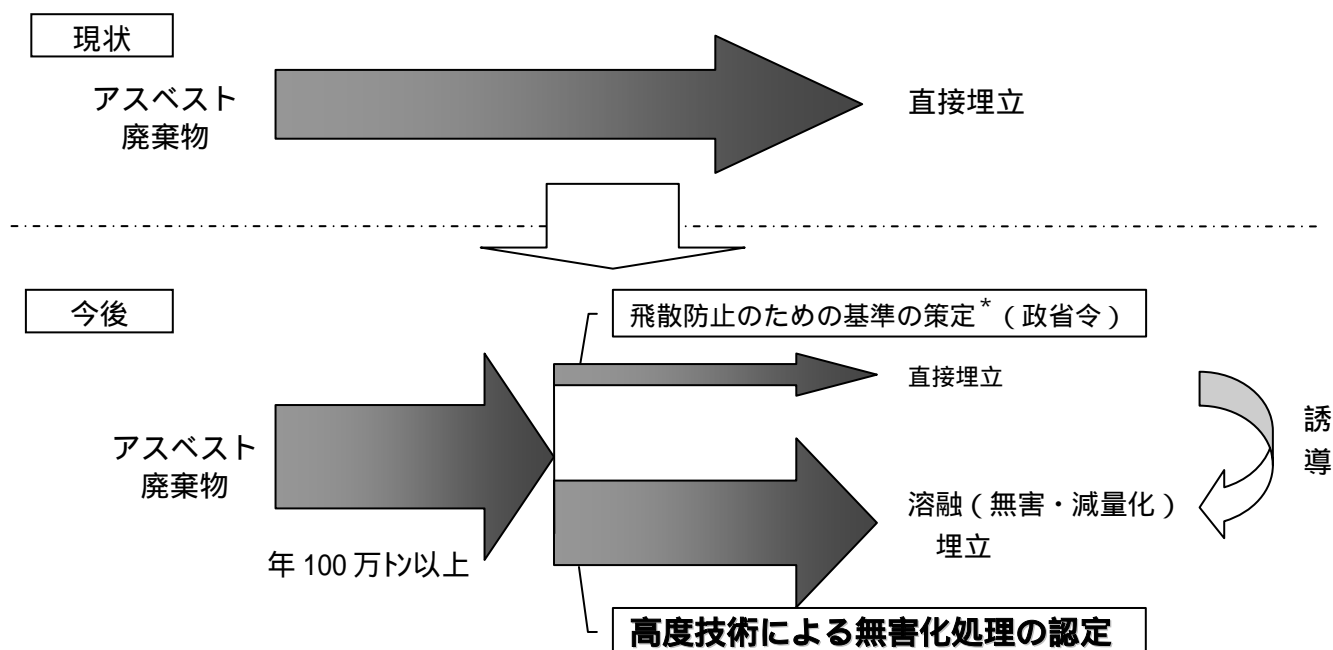 現状
アスベスト
廃棄物
直接埋立
今後
飛散防止のための基準の策定*(政省令)
直接埋立
アスベスト
廃棄物
年100万トン以上
溶融(無害・減量化)
埋立
誘
導
高度技術による無害化処理の認定